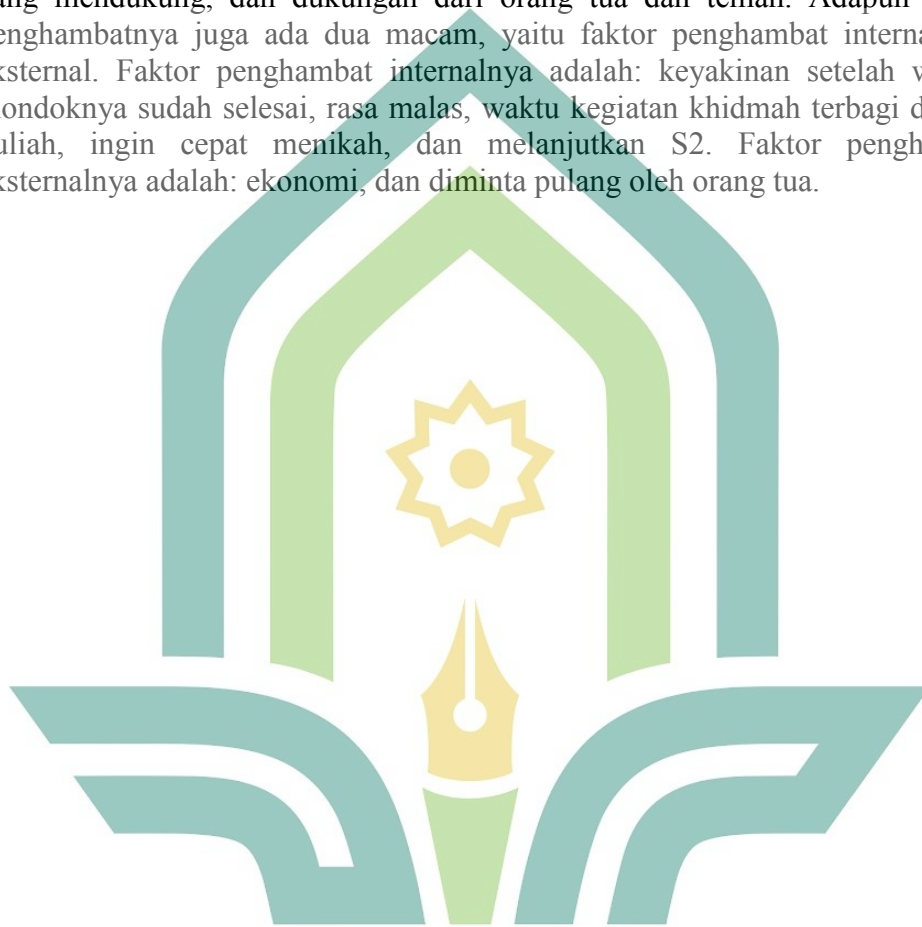 ang mendukung, dan dukungan dari orang tua dan teman. Adapun
enghambatnya juga ada dua macam, yaitu faktor penghambat interna
ksternal. Faktor penghambat internalnya adalah: keyakinan setelah w
ondoknya sudah selesai, rasa malas, waktu kegiatan khidmah terbagi d
uliah, ingin cepat menikah, dan melanjutkan S2. Faktor pengh
ksternalnya adalah: ekonomi, dan diminta pulang oleh orang tua.